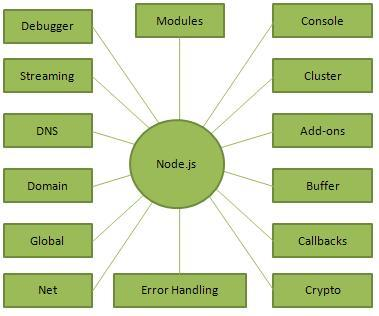 Debugger
Modules
Console
Streaming
Cluster
DNS
Add-ons
Node.js
Domain
Buffer
Global
Callbacks
Net
Error Handling
Crypto